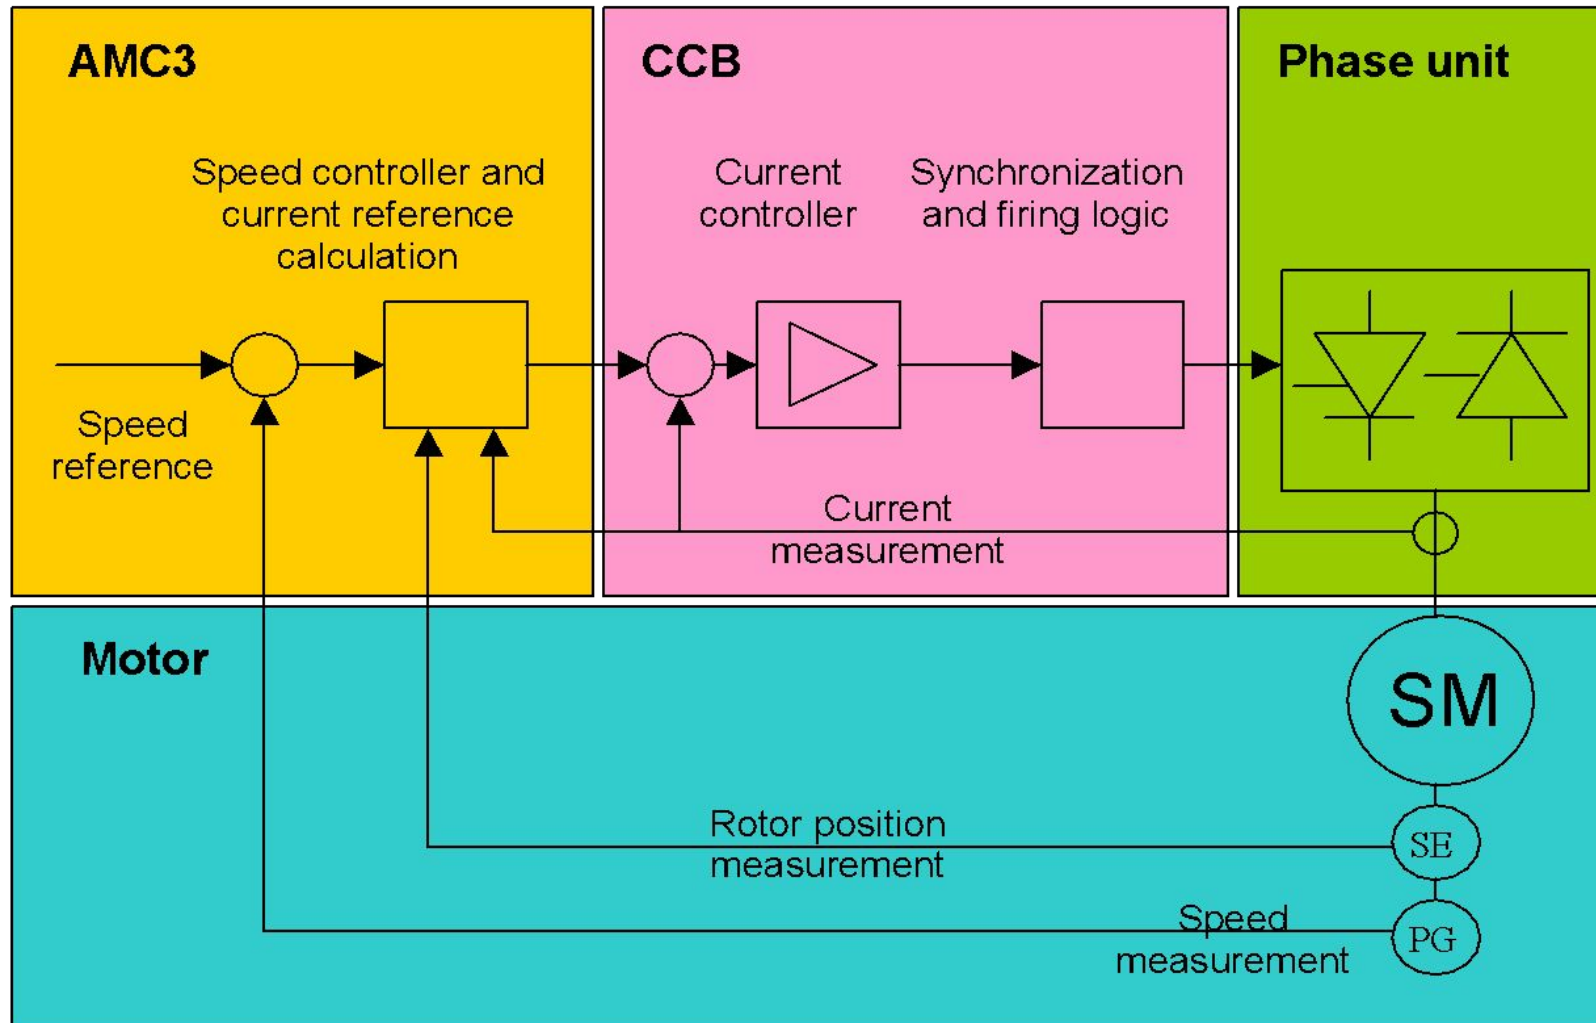 AMC3
CCB
Phase unit
Speed controller and
current reference
calculation
Current
controller
Synchronization
and firing logic
Speed
reference
Current
measurement
Motor
SM
Rotor position
measurement
SE
Speed
measurement
PG